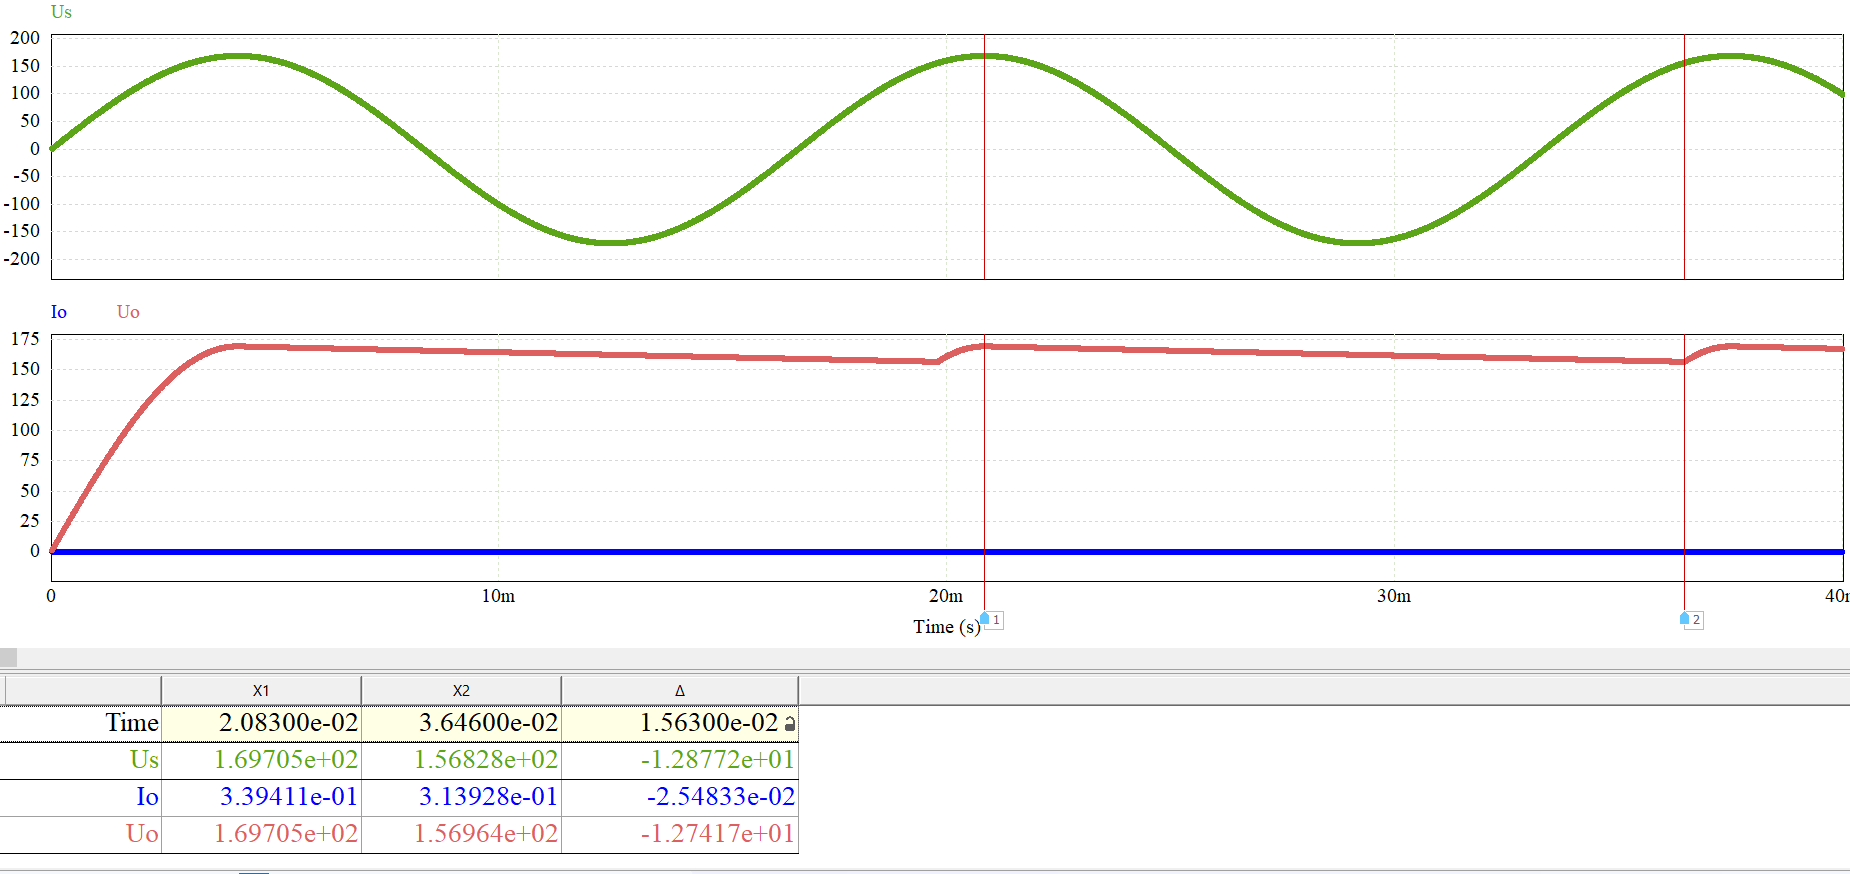 Us
200
150
100
50
0
-50
-100
-150
-200
Io Uo
175
150
125
100
75
50
25
0
0 10m 20m 30m 40m
Time (s) 1 2
X1 X2 Δ
Time 2.08300e-02 3.64600e-02 1.56300e-02
Us 1.69705e+02 1.56828e+02 -1.28772e+01
Io 3.39411e-01 3.13928e-01 -2.54833e-02
Uo 1.69705e+02 1.56964e+02 -1.27417e+01